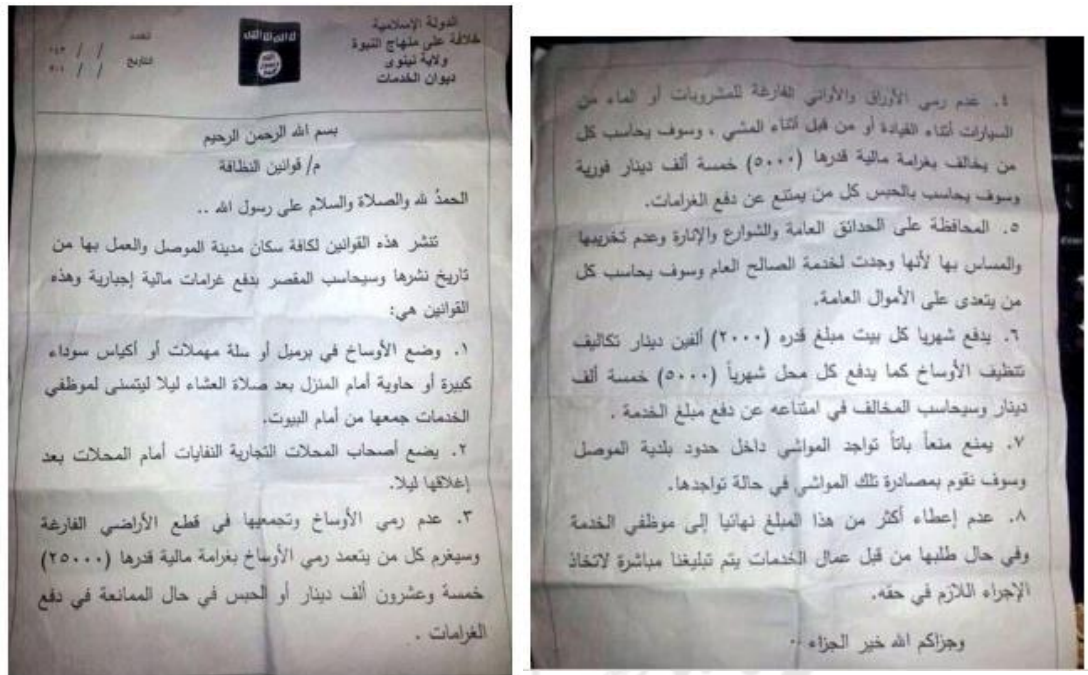 الدولة الإسلامية
خلافة على منهاج النبوة
ولاية نينوى
ديوان الخدمات
العدد / /
التاريخ / /
بسم الله الرحمن الرحيم
م/ قوانين النظافة
الحمدُ لله والصلاة والسلام على رسول الله ..
تنشر هذه القوانين لكافة سكان مدينة الموصل والعمل بها من
تاريخ نشرها وسيحاسب المقصر بدفع غرامات مالية إجبارية وهذه
القوانين هي:
١. وضع الأوساخ في برميل أو سلة مهملات أو أكياس سوداء
كبيرة أو حاوية أمام المنزل بعد صلاة العشاء ليلا ليتسنى لموظفي
الخدمات جمعها من أمام البيوت.
٢. يضع أصحاب المحلات التجارية النفايات أمام المحلات بعد
إغلاقها ليلا.
٣. عدم رمي الأوساخ وتجمعيها في قطع الأراضي الفارغة
وسيغرم كل من يتعمد رمي الأوساخ بغرامة مالية قدرها (٢٥٠٠٠)
خمسة وعشرون ألف دينار أو الحبس في حال الممانعة في دفع
الغرامات .
٤. عدم رمي الأوراق والأواني الفارغة للمشروبات أو الماء من
السيارات أثناء القيادة أو من قبل أثناء المشي ، وسوف يحاسب كل
من يخالف بغرامة مالية قدرها (٥٠٠٠) خمسة ألف دينار فورية
وسوف يحاسب بالحبس كل من يمتنع عن دفع الغرامات.
٥. المحافظة على الحدائق العامة والشوارع والإنارة وعدم تخريبها
والمساس بها لأنها وجدت لخدمة الصالح العام وسوف يحاسب كل
من يتعدى على الأموال العامة.
٦. يدفع شهريا كل بيت مبلغ قدره (٢٠٠٠) ألفين دينار تكاليف
تنظيف الأوساخ كما يدفع كل محل شهرياً (٥٠٠٠) خمسة ألف
دينار وسيحاسب المخالف في امتناعه عن دفع مبلغ الخدمة .
٧. يمنع منعاً باتاً تواجد المواشي داخل حدود بلدية الموصل
وسوف نقوم بمصادرة تلك المواشي في حالة تواجدها.
٨. عدم إعطاء أكثر من هذا المبلغ نهائيا إلى موظفي الخدمة
وفي حال طلبها من قبل عمال الخدمات يتم تبليغنا مباشرة لاتخاذ
الإجراء اللازم في حقه.
وجزاكم الله خير الجزاء ..